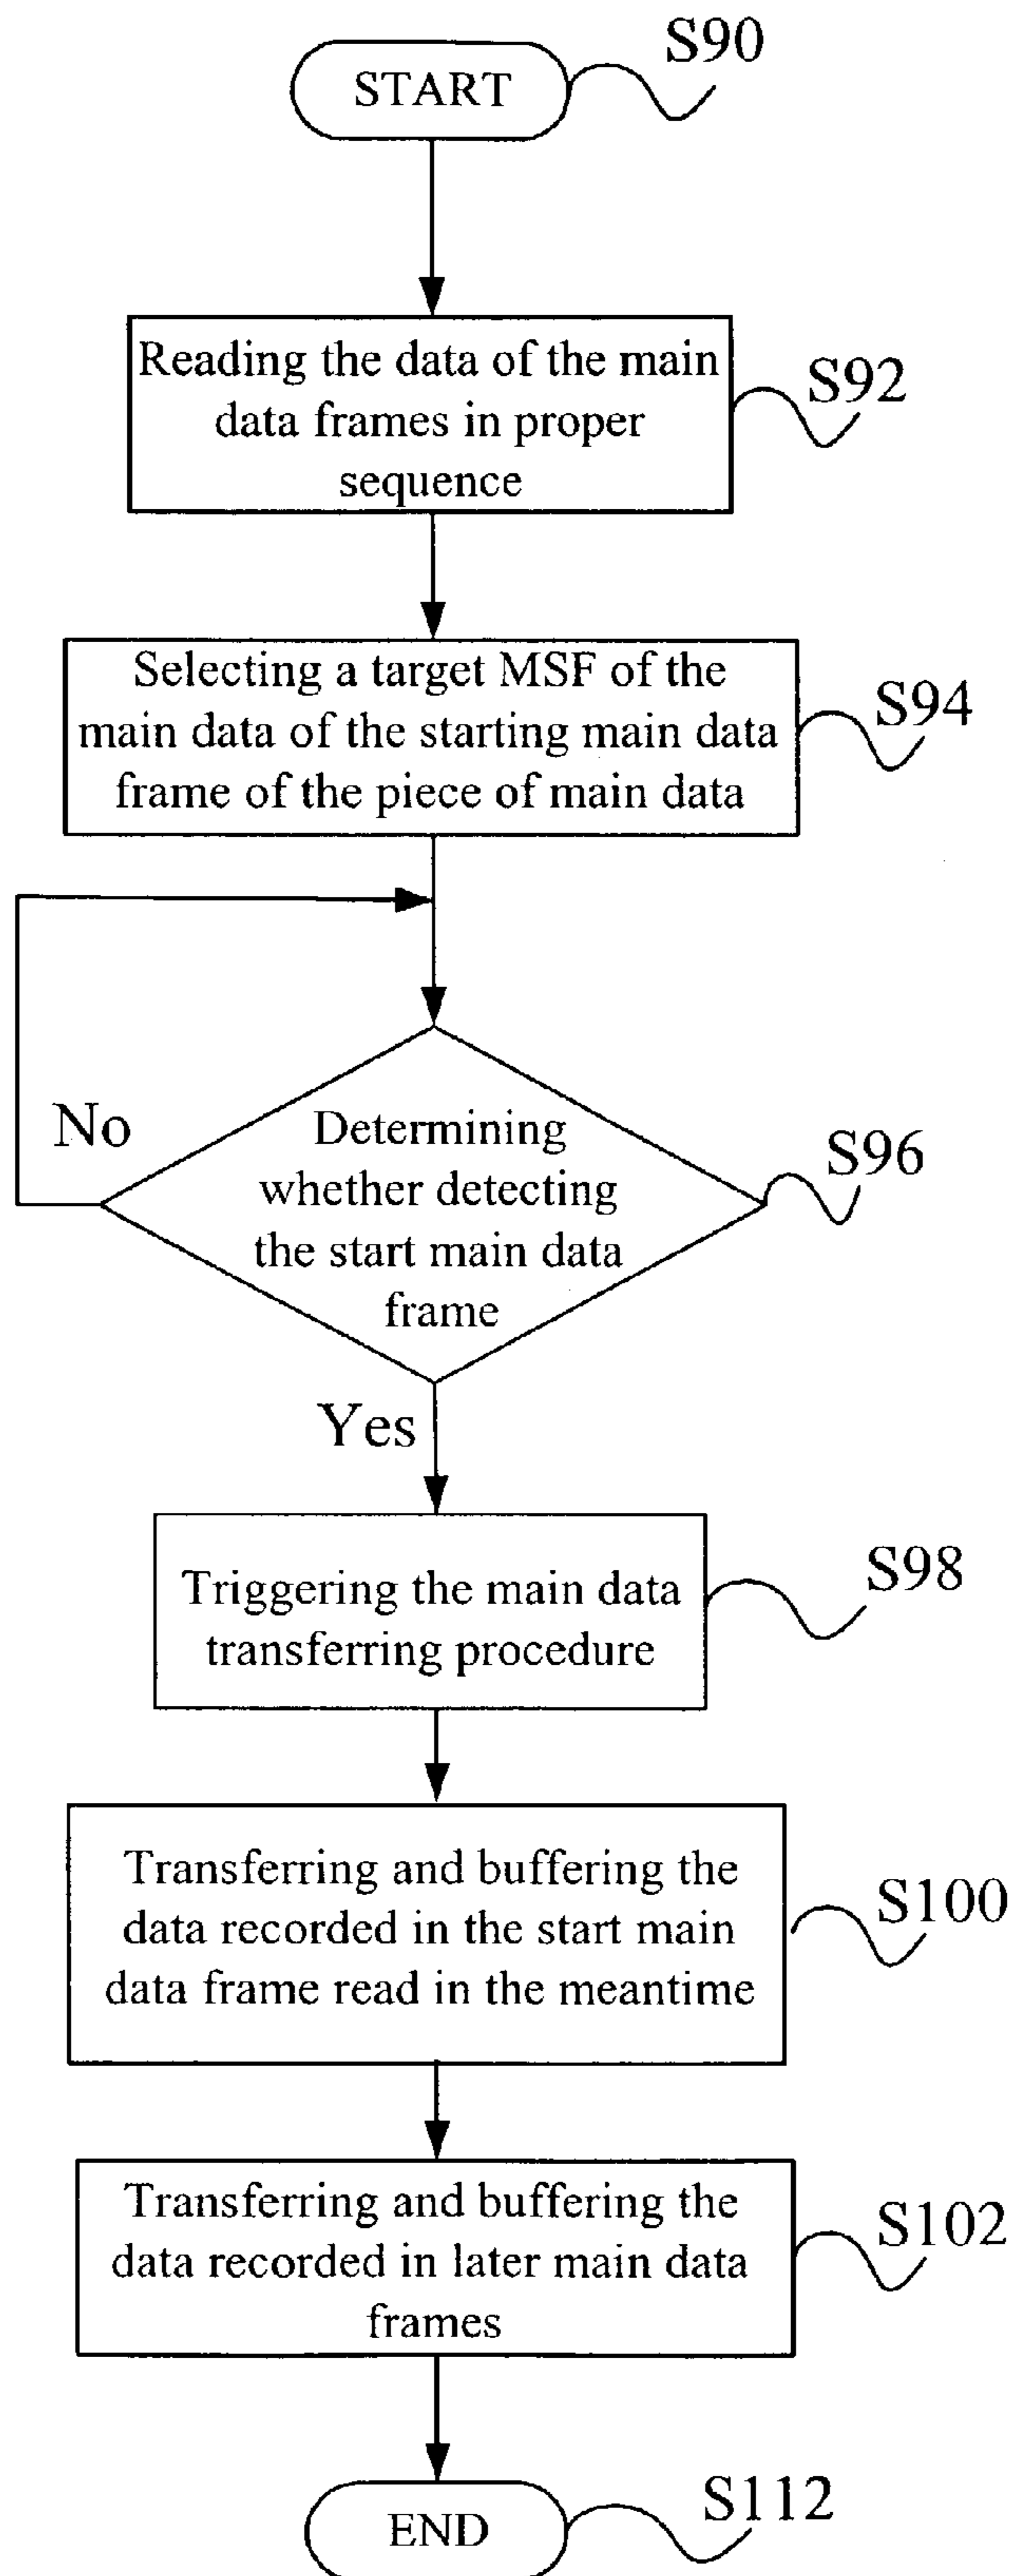 START
S90
Reading the data of the main
data frames in proper
sequence
S92
Selecting a target MSF of the
main data of the starting main data
frame of the piece of main data
S94
No
Determining
whether detecting
the start main data
frame
S96
Yes
Triggering the main data
transferring procedure
S98
Transferring and buffering the
data recorded in the start main
data frame read in the meantime
S100
Transferring and buffering the
data recorded in later main data
frames
S102
END
S112